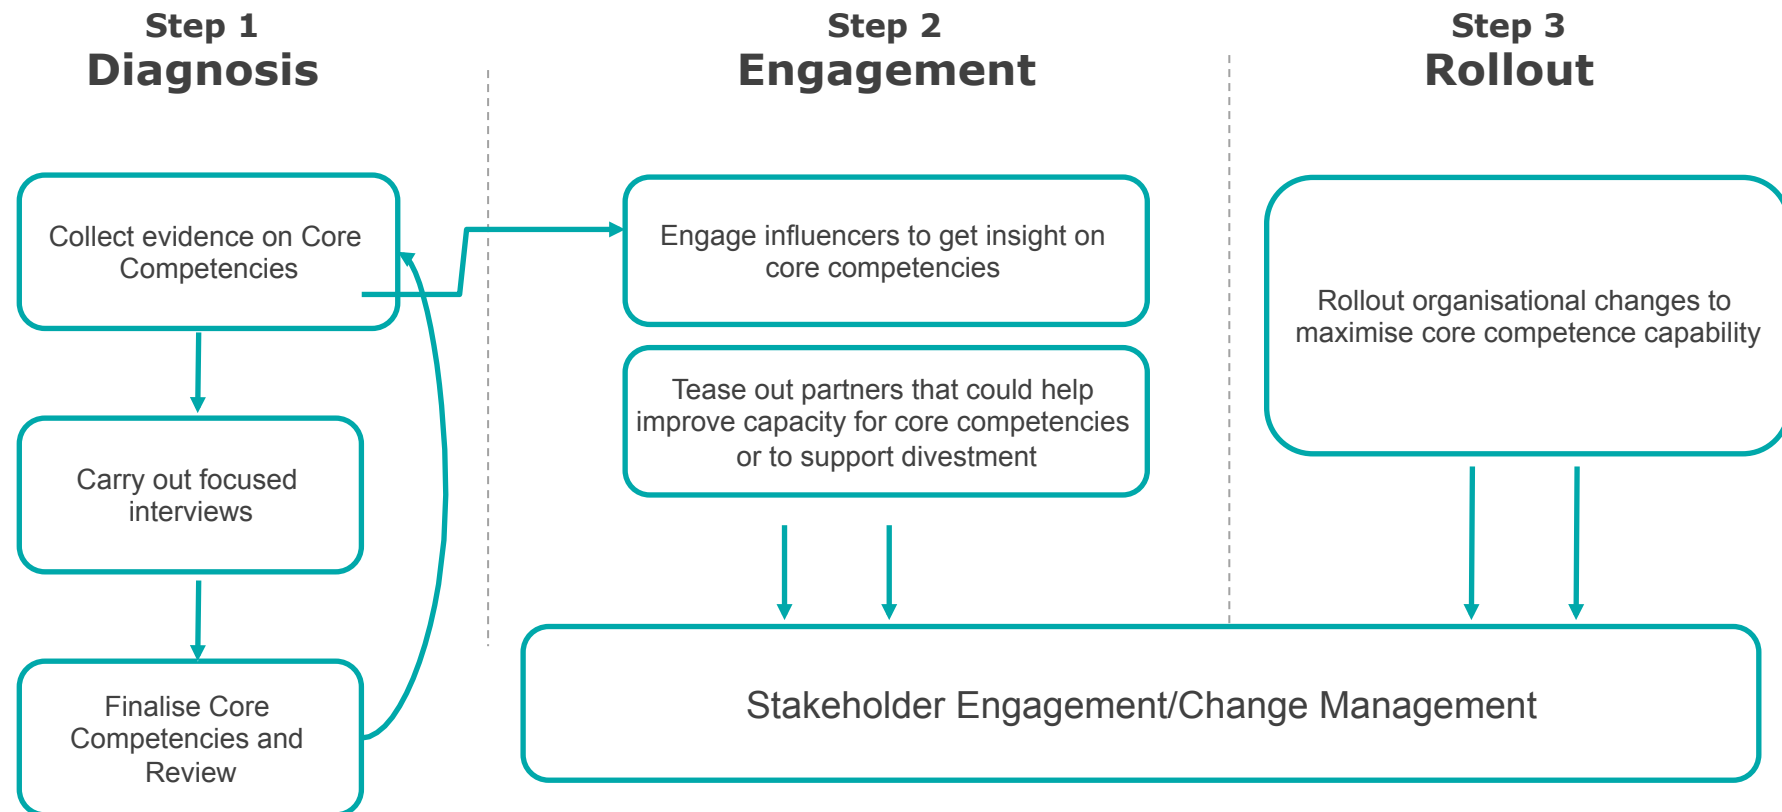 Step 1
Diagnosis
Step 2
Engagement
Step 3
Rollout
Collect evidence on Core
Competencies
Carry out focused
interviews
Finalise Core
Competencies and
Review
Engage influencers to get insight on
core competencies
Tease out partners that could help
improve capacity for core competencies
or to support divestment
Rollout organisational changes to
maximise core competence capability
Stakeholder Engagement/Change Management